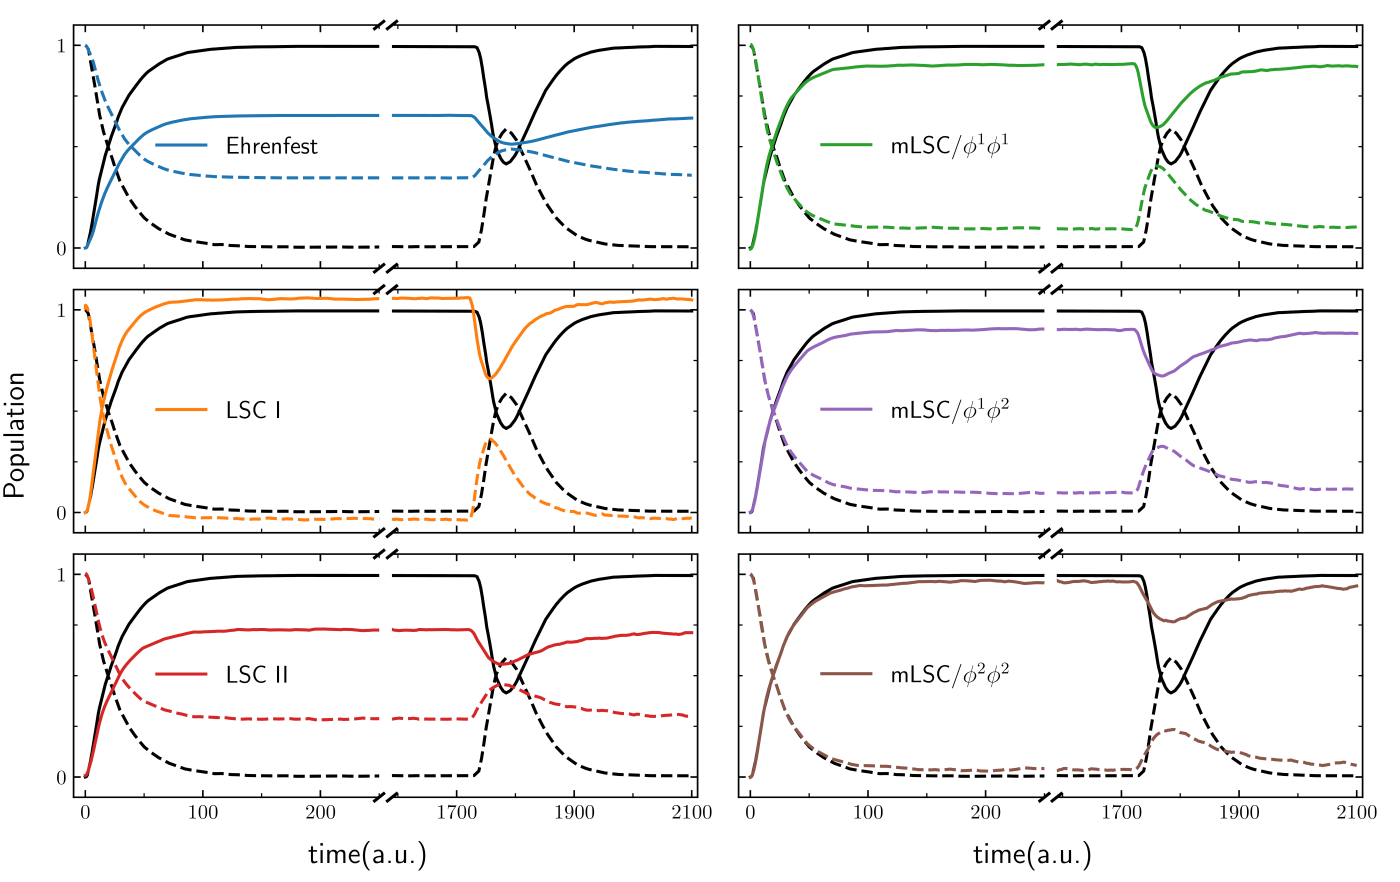 Population
1
0
Ehrenfest
mLSC/ϕ¹ϕ¹
1
0
LSC I
mLSC/ϕ¹ϕ²
1
0
LSC II
mLSC/ϕ²ϕ²
0 100 200 1700 1900 2100
0 100 200 1700 1900 2100
time(a.u.)
time(a.u.)